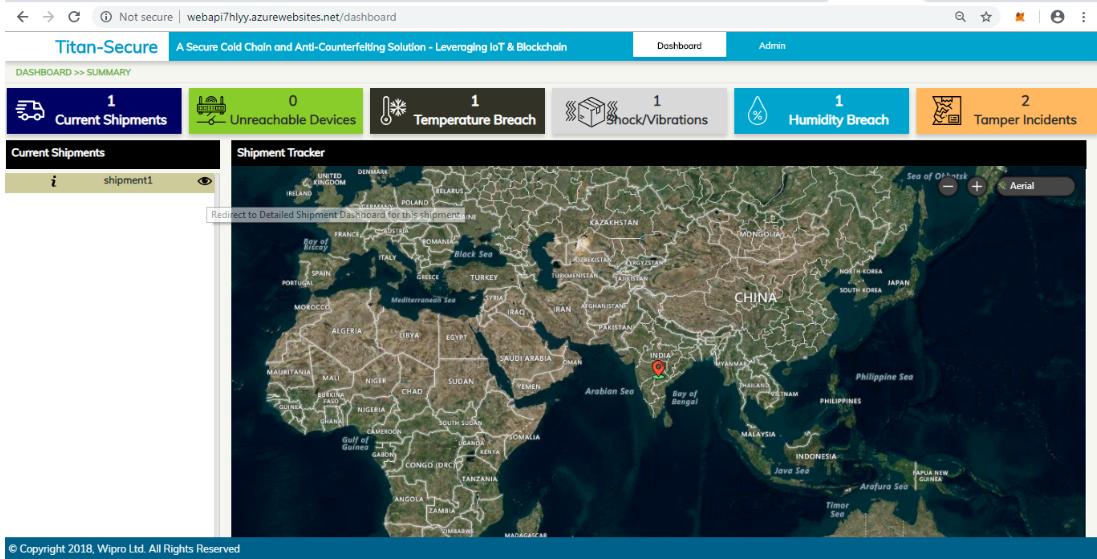 Not secure | webapi7hlyy.azurewebsites.net/dashboard
Titan-Secure A Secure Cold Chain and Anti-Counterfeiting Solution - Leveraging IoT & Blockchain Dashboard Admin
DASHBOARD >> SUMMARY
1
Current Shipments
0
Unreachable Devices
1
Temperature Breach
1
Shock/Vibrations
%
1
Humidity Breach
2
Tamper Incidents
Current Shipments
i shipment1
Redirect to Detailed Shipment Dashboard for this shipment
Shipment Tracker
Aerial
Sea of Okhotsk
UNITED
KINGDOM
DENMARK
IRELAND
BELARUS
POLAND
GERMANY
KAZAKHSTAN
FRANCE
AUSTRIA
MONGOLIA
Bay of
Biscay
ROMANIA
ITALY
Black Sea
UZBEKISTAN
KYRGYZSTAN
SPAIN
GREECE
TURKEY
TURKMENISTAN
TAJIKISTAN
NORTH KOREA
PORTUGAL
SOUTH KOREA
JAPAN
Mediterranean Sea
SYRIA
CHINA
MOROCCO
IRAQ
IRAN
AFGHANISTAN
ALGERIA
LIBYA
EGYPT
PAKISTAN
SAUDI ARABIA
OMAN
INDIA
MYANMAR
MAURITANIA
MALI
NIGER
CHAD
SUDAN
YEMEN
Arabian Sea
Bay of
Bengal
THAILAND
VIETNAM
Philippine Sea
PHILIPPINES
BURKINA
FASO
GUINEA
GHANA
NIGERIA
SOUTH SUDAN
CAMEROON
SOMALIA
MALAYSIA
Gulf of
Guinea
GABON
UGANDA
KENYA
CONGO (DRC)
INDONESIA
Java Sea
TANZANIA
PAPUA NEW
GUINEA
Arafura Sea
ANGOLA
ZAMBIA
Timor
Sea
ZIMBABWE
MADAGASCAR
© Copyright 2018, Wipro Ltd. All Rights Reserved